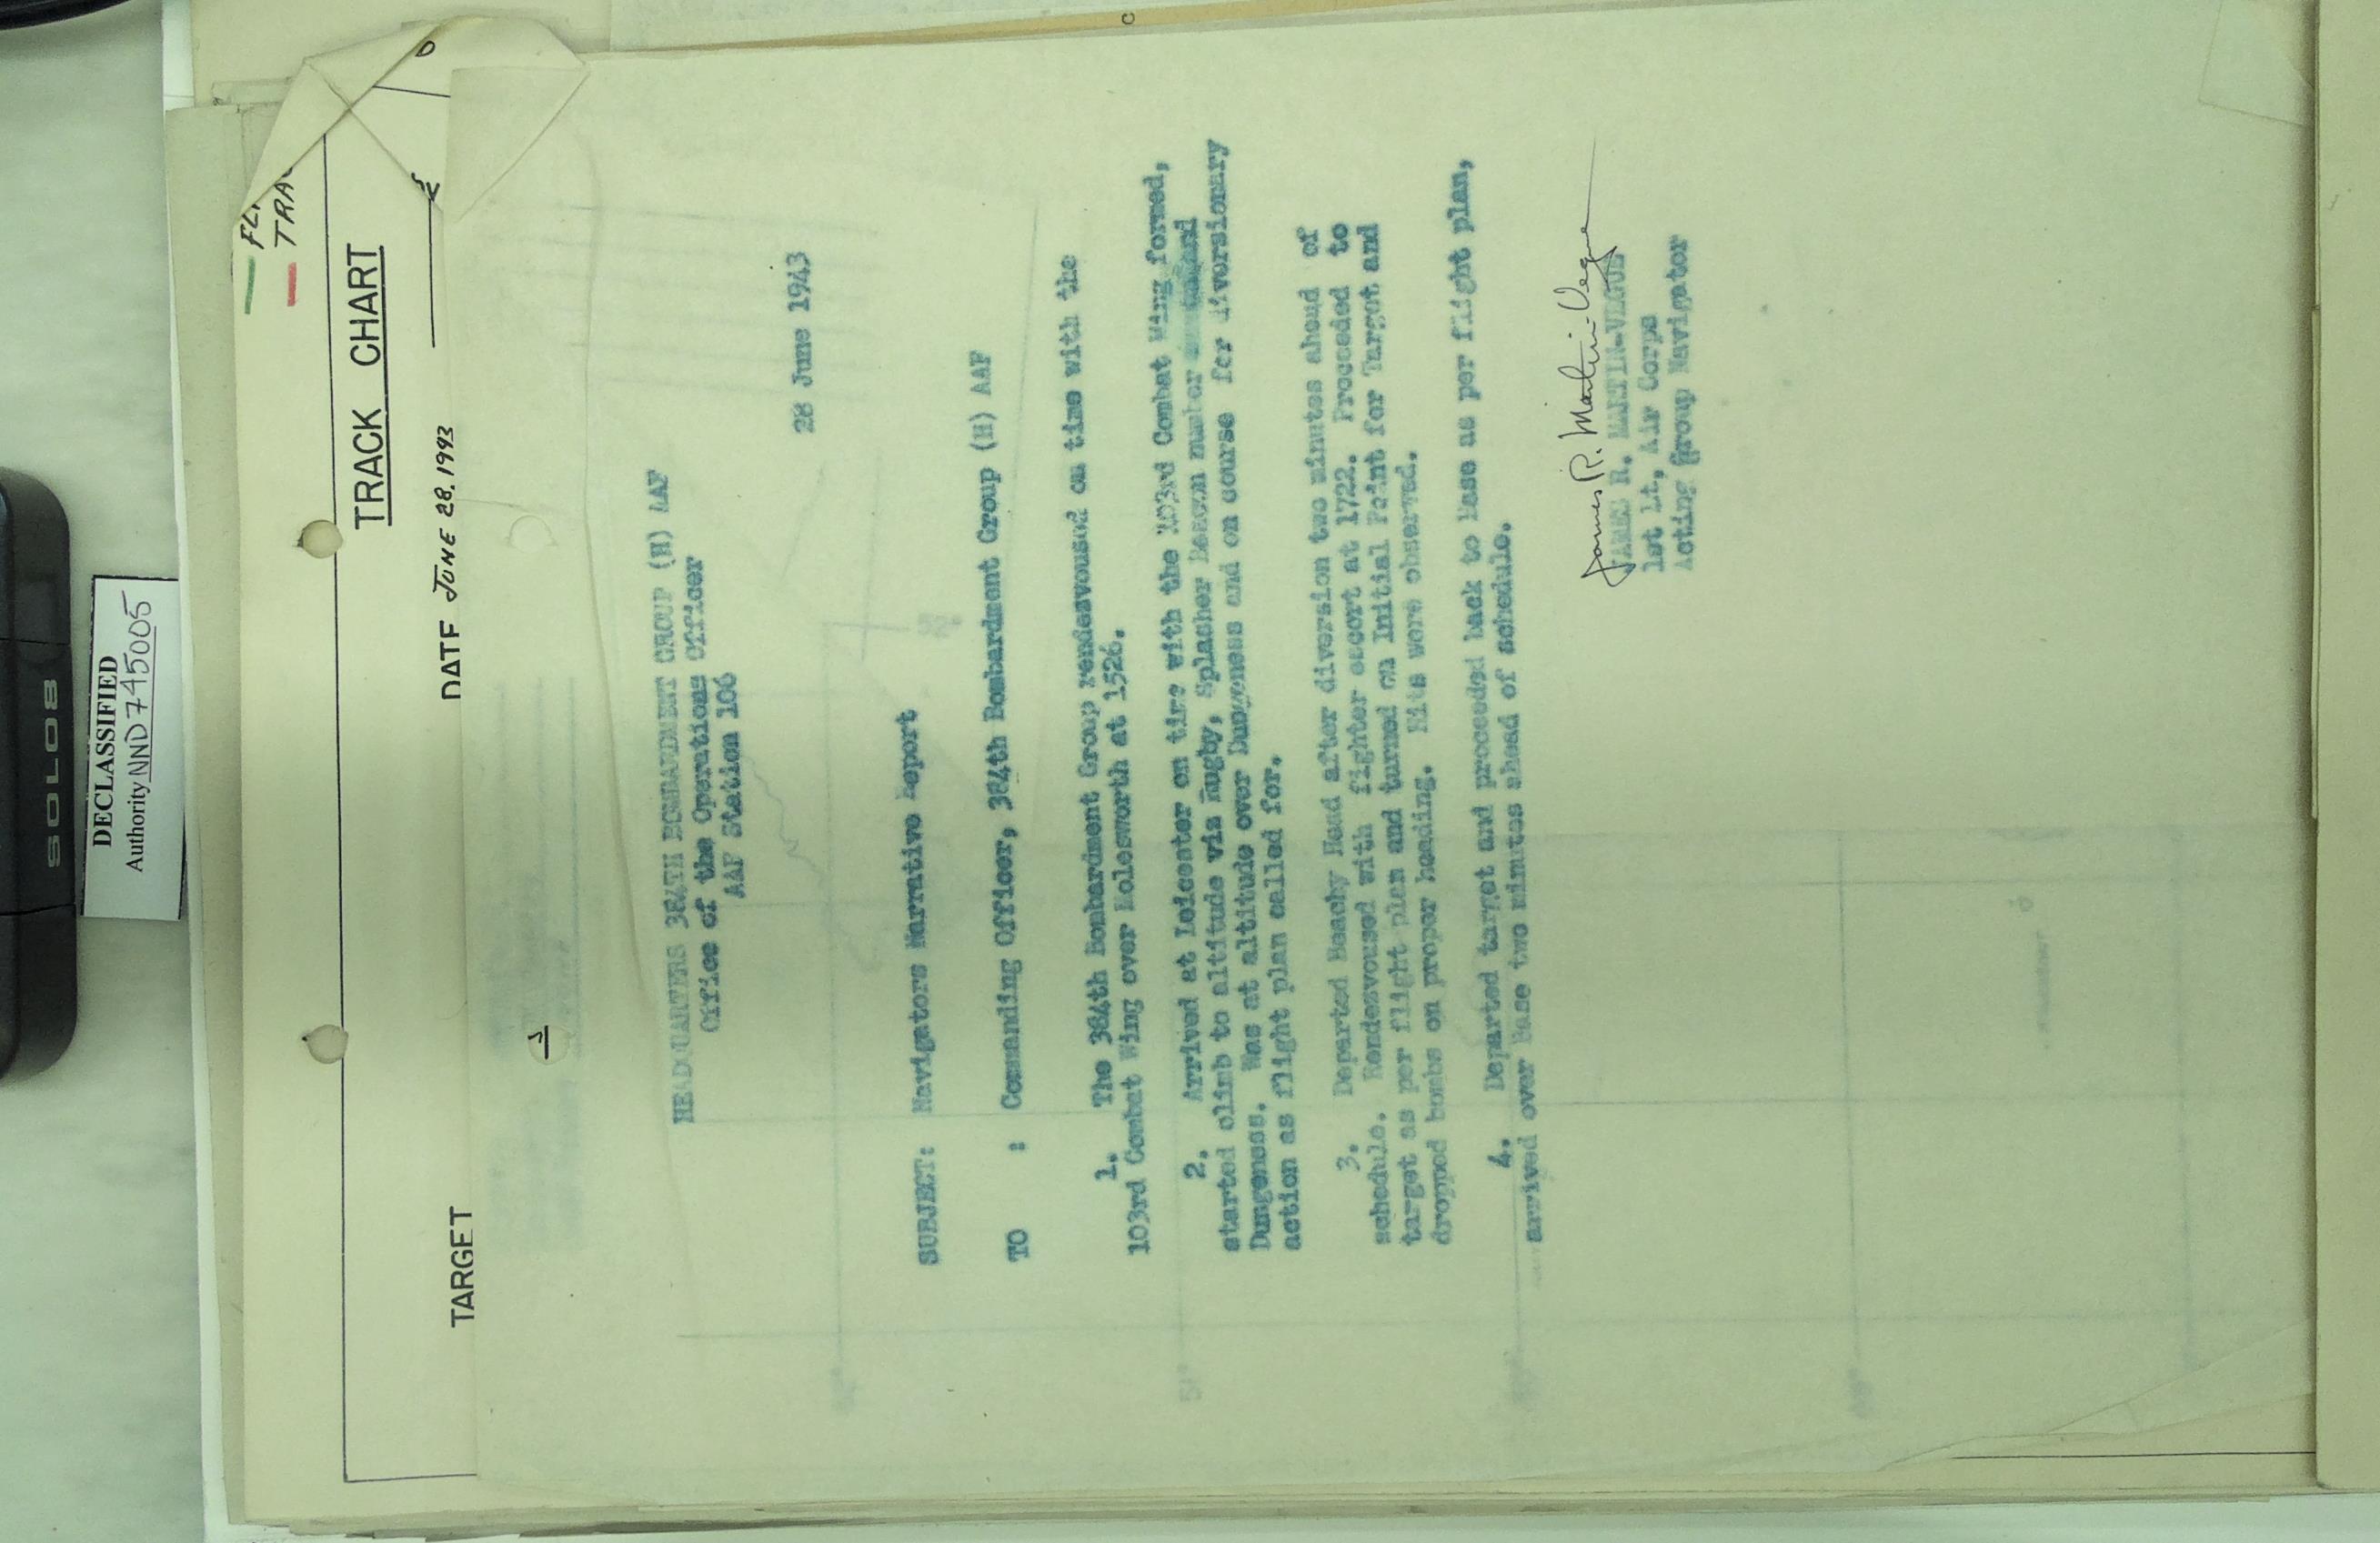 SOLO8
DECLASSIFIED
Authority NND745005
TRA
TRACK CHART
TARGET
DATE JUNE 28, 1943
HEADQUARTERS 384TH BOMBARDMENT GROUP (H) AAF
Office of the Operations Officer
AAF Station 106
28 June 1943
SUBJECT: Navigators Narrative Report
TO : Commanding Officer, 384th Bombardment Group (H) AAF
1. The 384th Bombardment Group rendezvoused on time with the
103rd Combat Wing over Molesworth at 1526.
2. Arrived at Leicester on time with the 103rd Combat Wing formed,
started climb to altitude via Rugby, Splasher Beacon number and
Dungeness. Was at altitude over Dungeness and on course for diversionary
action as flight plan called for.
3. Departed Beachy Head after diversion two minutes ahead of
schedule. Rendezvoused with fighter escort at 1722. Proceeded to
target as per flight plan and turned on Initial Point for Target and
dropped bombs on proper heading. Hits were observed.
4. Departed target and proceeded back to base as per flight plan,
arrived over Base two minutes ahead of schedule.
James R. Martin-Vegue
JAMES R. MARTIN-VEGUE
1st Lt, Air Corps
Acting Group Navigator
51°